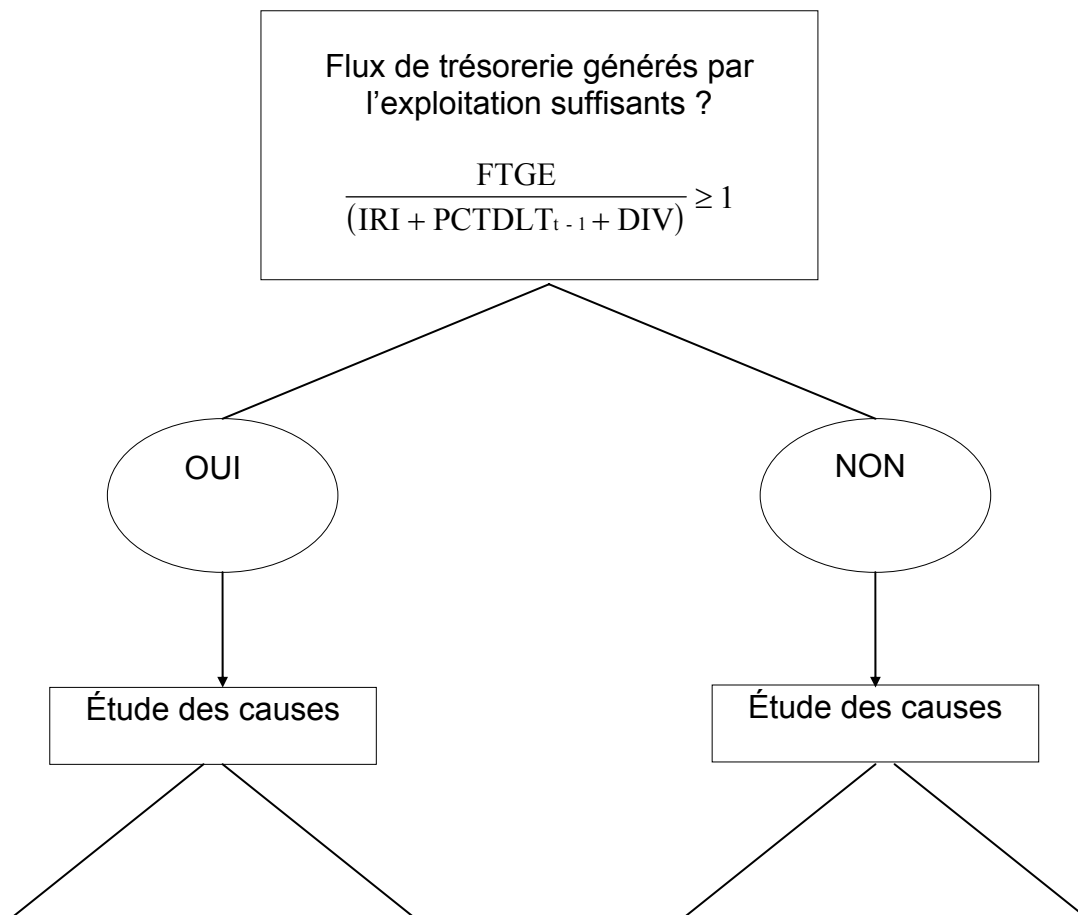 Flux de trésorerie générés par
l’exploitation suffisants ?
FTGE
(IRI + PCTDLTt - 1 + DIV) ≥ 1
OUI
NON
Étude des causes
Étude des causes